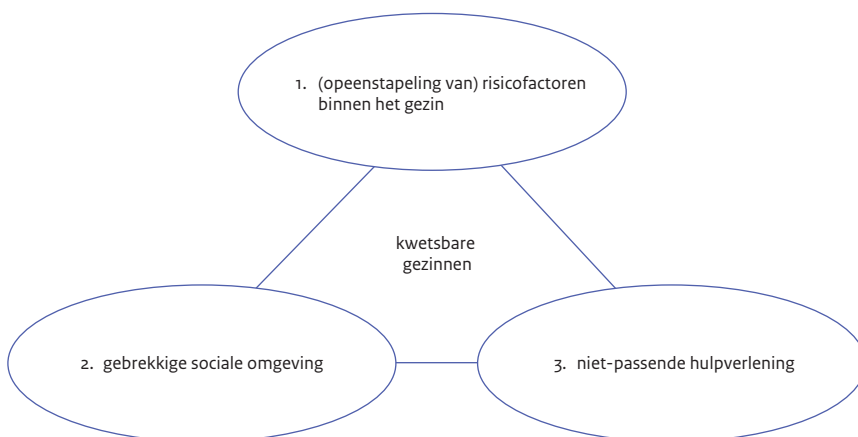 1. (opeenstapeling van) risicofactoren
binnen het gezin
kwetsbare
gezinnen
2. gebrekkige sociale omgeving
3. niet-passende hulpverlening